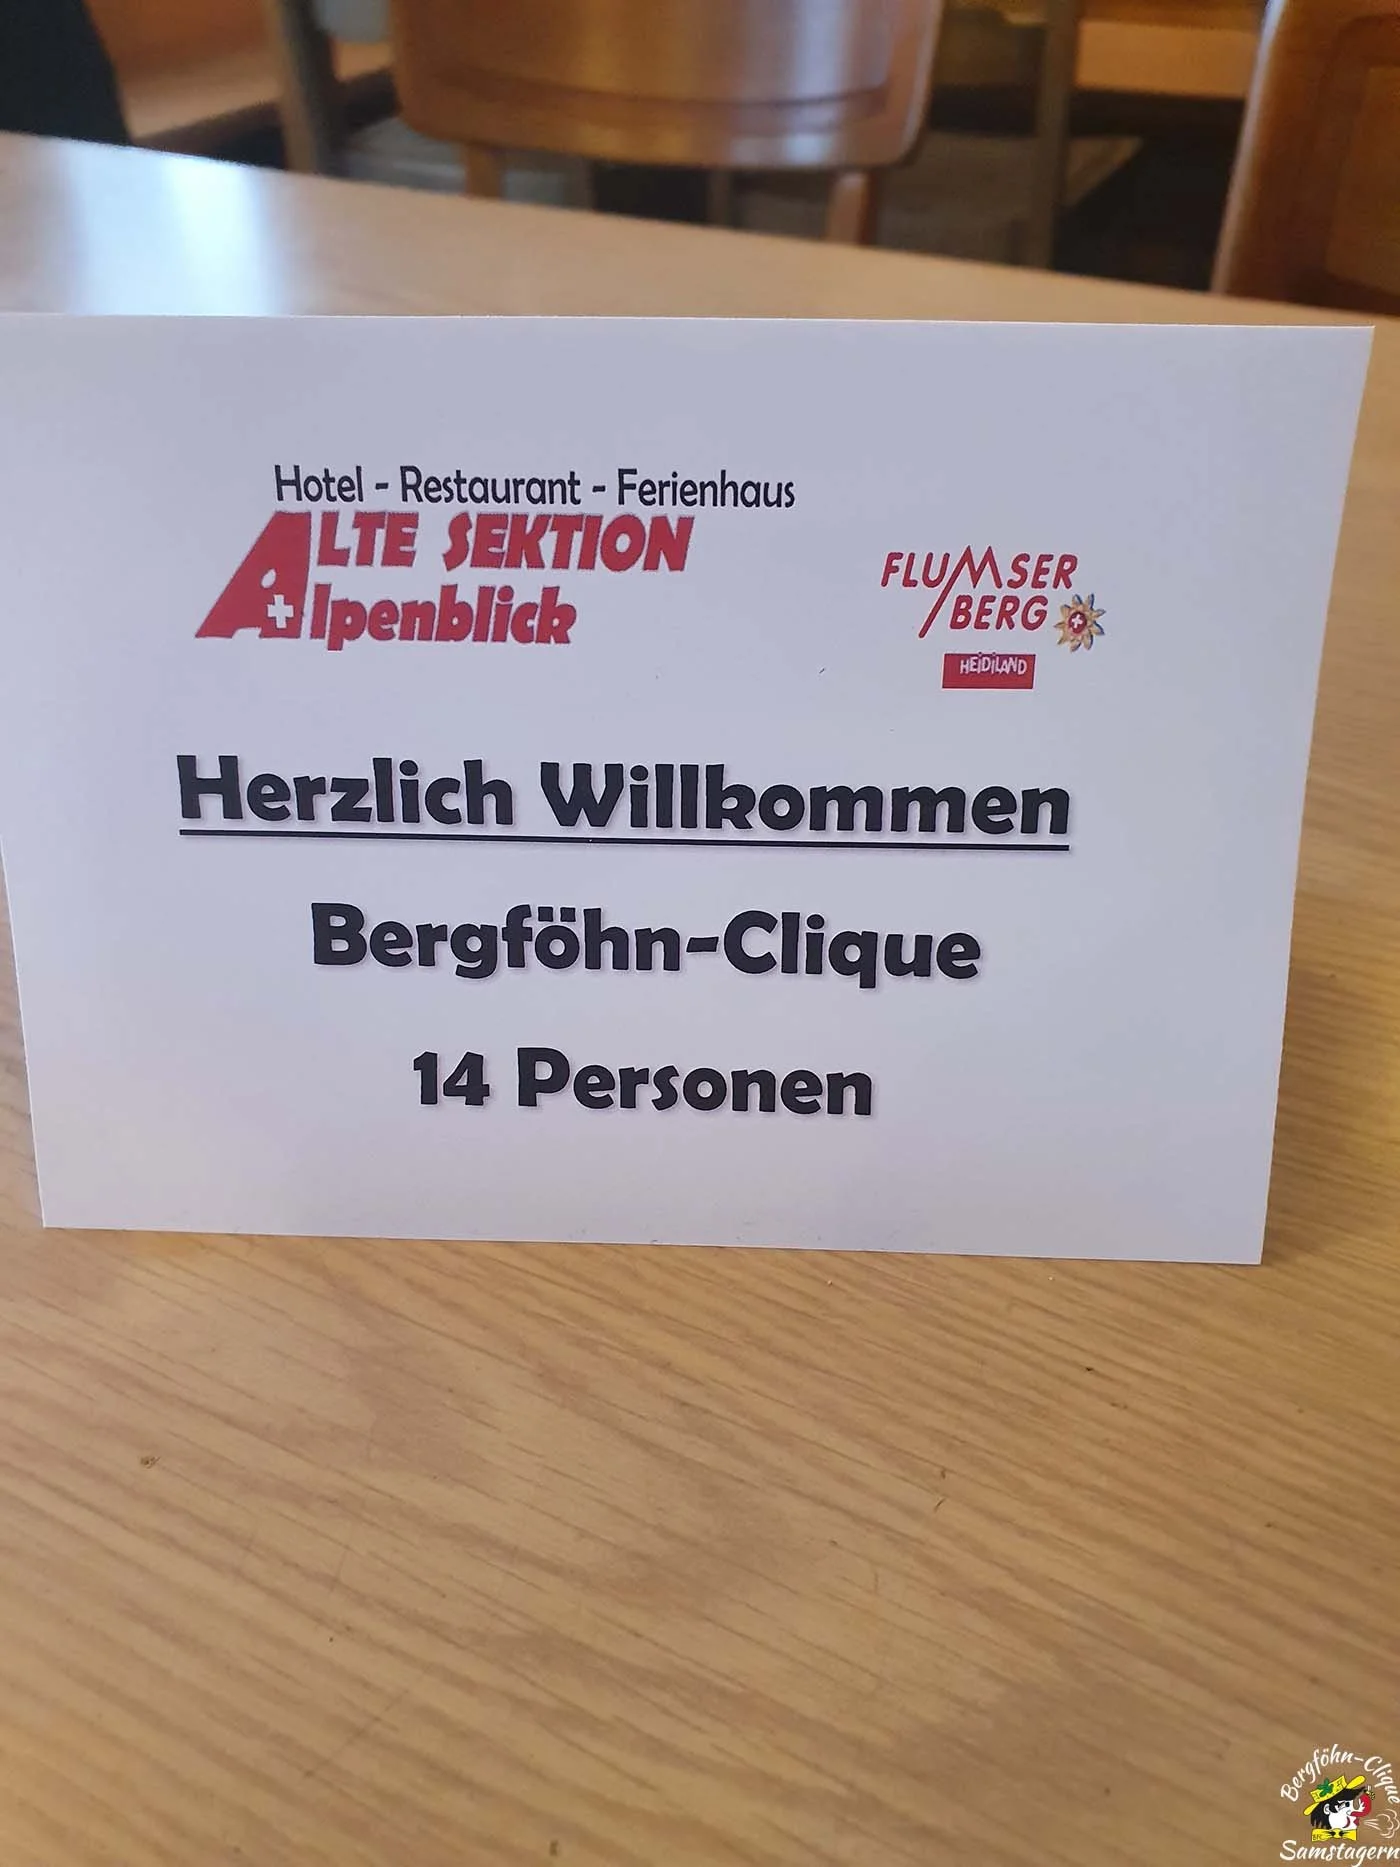 Hotel - Restaurant - Ferienhaus
ALTE SEKTION
Alpenblick
FLUMSER
BERG
HEIDILAND
Herzlich Willkommen
Bergföhn-Clique
14 Personen
Bergföhn-Clique
Samstagern